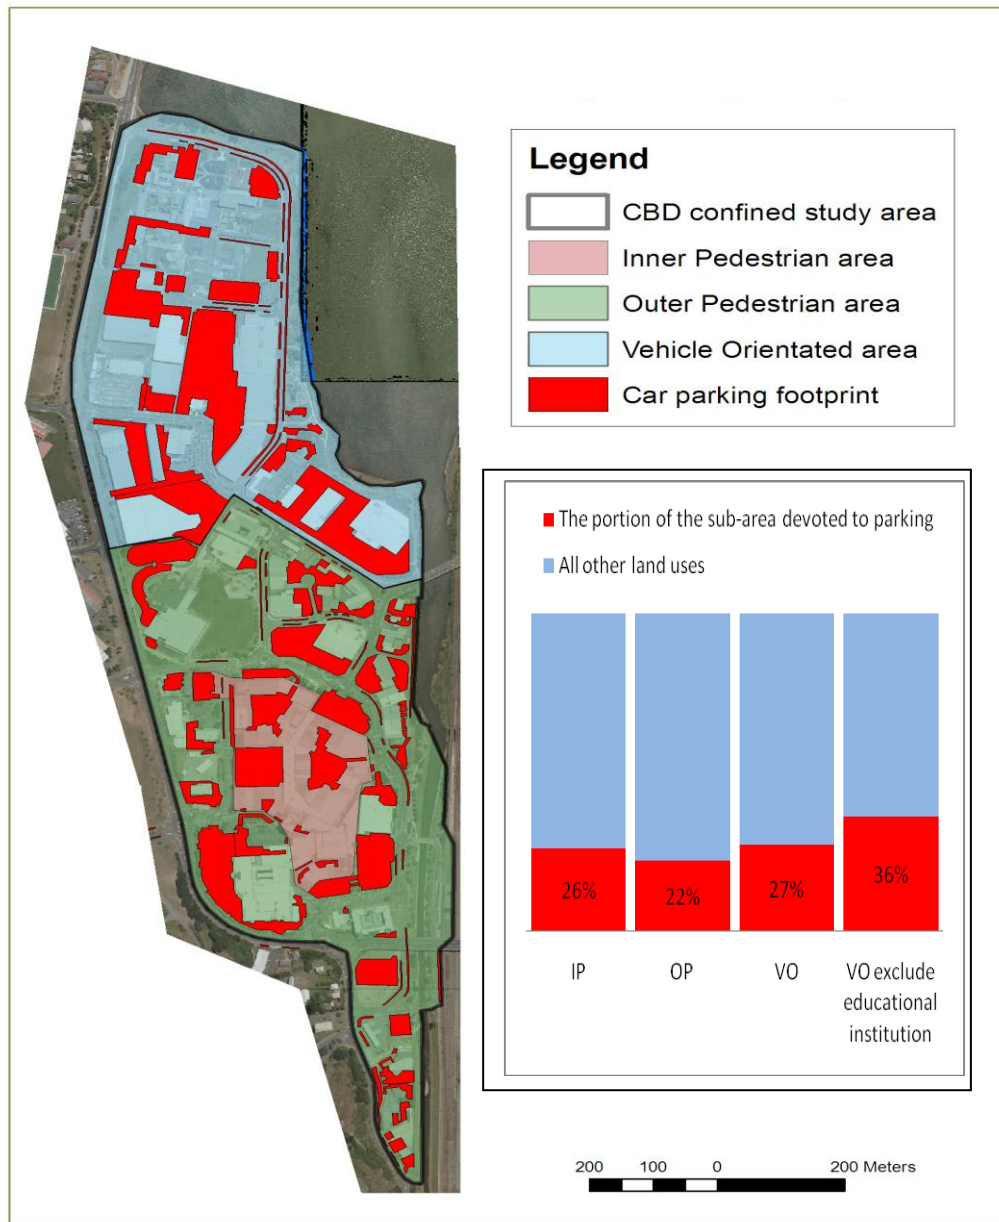 Legend
CBD confined study area
Inner Pedestrian area
Outer Pedestrian area
Vehicle Orientated area
Car parking footprint
The portion of the sub-area devoted to parking
All other land uses
26%
22%
27%
36%
IP
OP
VO
VO exclude
educational
institution
200 100 0 200 Meters